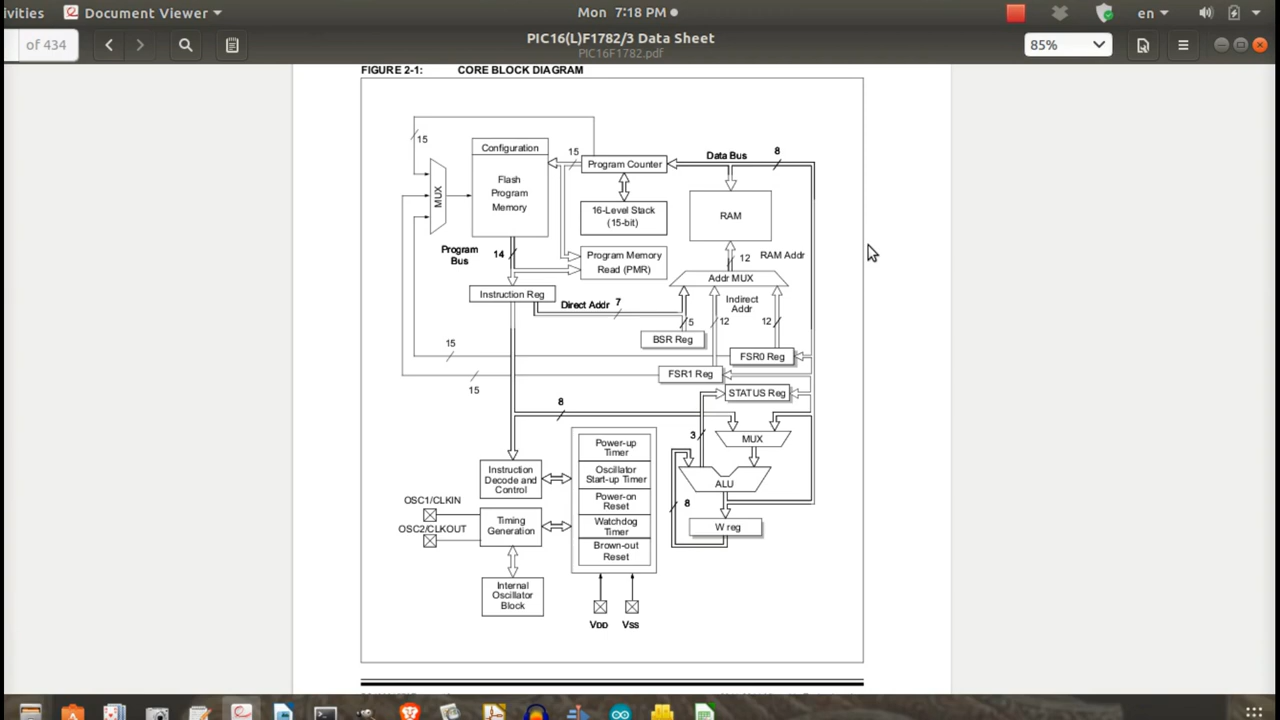 ivities Document Viewer Mon 7:18 PM en
of 434 PIC16(L)F1782/3 Data Sheet 85%
PIC16F1782.pdf
FIGURE 2-1: CORE BLOCK DIAGRAM
15
Configuration
Flash
Program
Memory
MUX
15
Program Counter
Data Bus
8
16-Level Stack
(15-bit)
RAM
Program
Bus
14
Program Memory
Read (PMR)
12
RAM Addr
Addr MUX
Instruction Reg
Direct Addr
7
Indirect
Addr
5
12
12
BSR Reg
15
FSR0 Reg
15
FSR1 Reg
STATUS Reg
8
3
MUX
ALU
8
W reg
Power-up
Timer
Oscillator
Start-up Timer
Power-on
Reset
Watchdog
Timer
Brown-out
Reset
Instruction
Decode and
Control
OSC1/CLKIN
OSC2/CLKOUT
Timing
Generation
Internal
Oscillator
Block
VDD
VSS